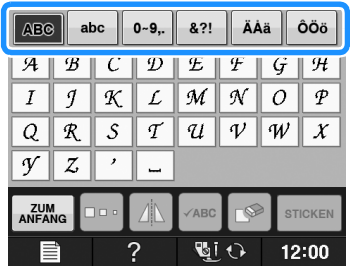 ABC abc 0~9,. &?! ÄÅä ÔÖö
A B C D E F G H
I J K L M N O P
Q R S T U V W X
Y Z ’ _
ZUM ANFANG ✓ABC STICKEN
? 12:00